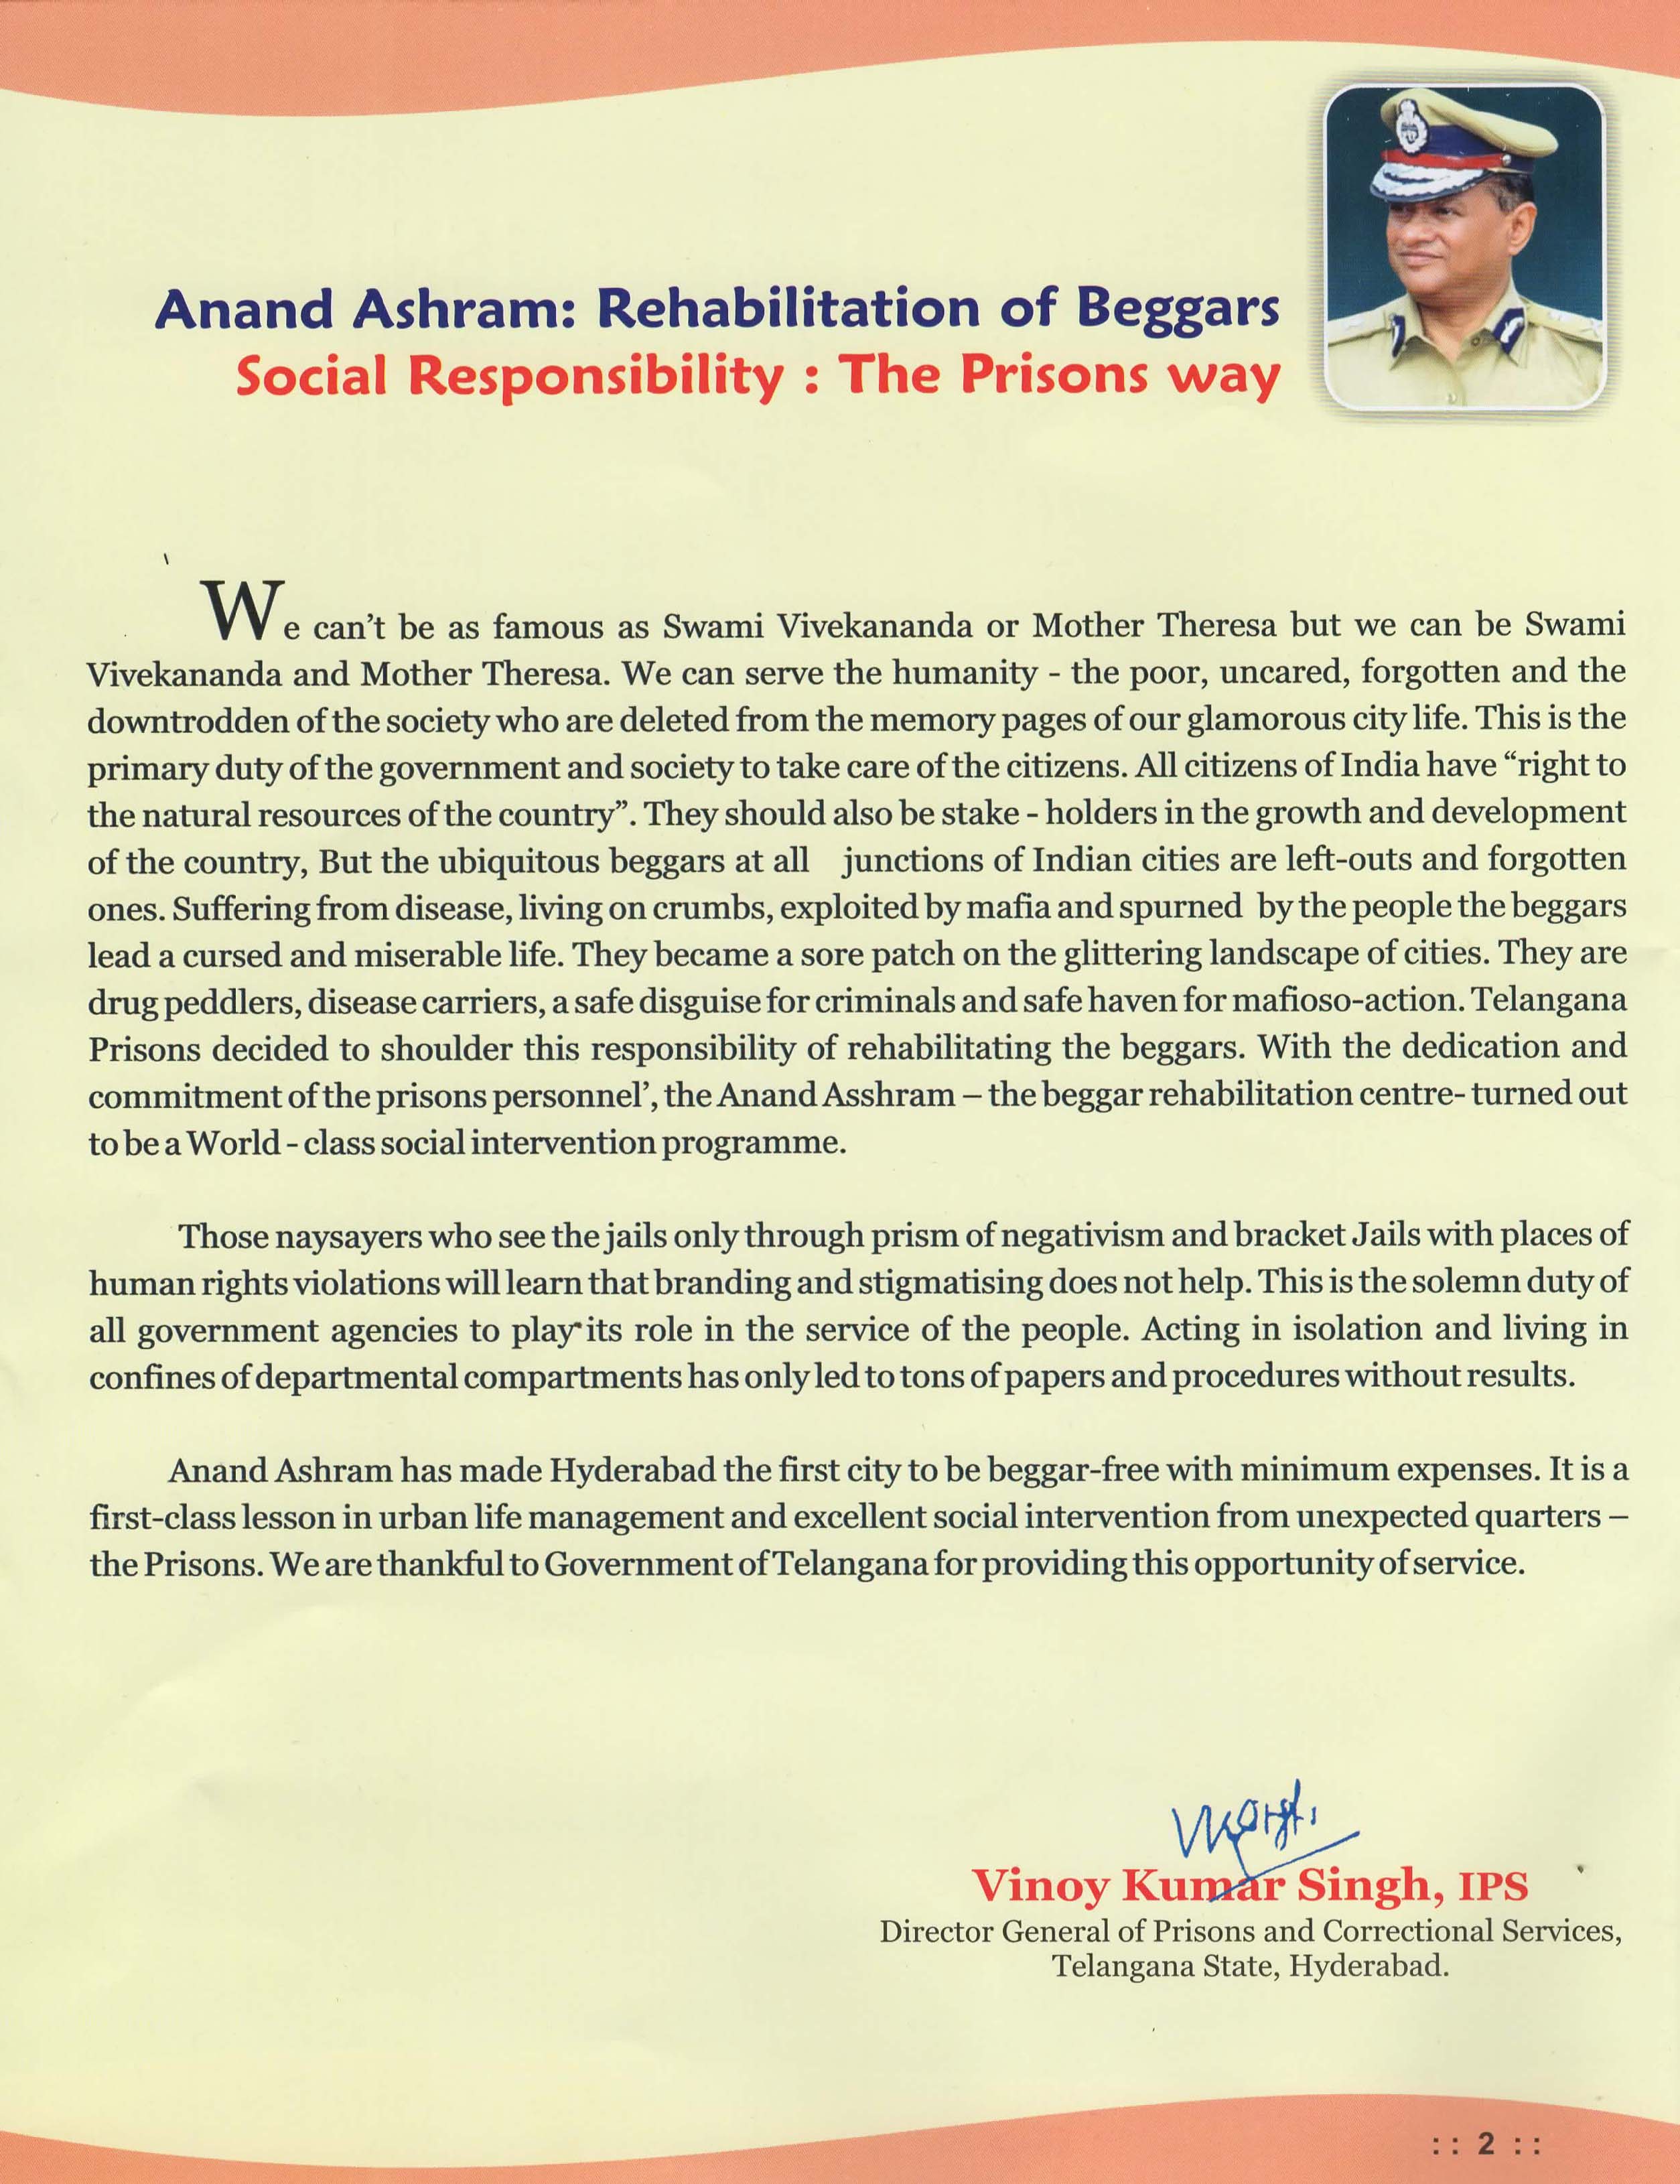 Anand Ashram: Rehabilitation of Beggars
Social Responsibility : The Prisons way
We can't be as famous as Swami Vivekananda or Mother Theresa but we can be Swami
Vivekananda and Mother Theresa. We can serve the humanity - the poor, uncared, forgotten and the
downtrodden of the society who are deleted from the memory pages of our glamorous city life. This is the
primary duty of the government and society to take care of the citizens. All citizens of India have “right to
the natural resources of the country”. They should also be stake - holders in the growth and development
of the country, But the ubiquitous beggars at all junctions of Indian cities are left-outs and forgotten
ones. Suffering from disease, living on crumbs, exploited by mafia and spurned by the people the beggars
lead a cursed and miserable life. They became a sore patch on the glittering landscape of cities. They are
drug peddlers, disease carriers, a safe disguise for criminals and safe haven for mafioso-action. Telangana
Prisons decided to shoulder this responsibility of rehabilitating the beggars. With the dedication and
commitment of the prisons personnel’, the Anand Asshram – the beggar rehabilitation centre- turned out
to be a World - class social intervention programme.
Those naysayers who see the jails only through prism of negativism and bracket Jails with places of
human rights violations will learn that branding and stigmatising does not help. This is the solemn duty of
all government agencies to play its role in the service of the people. Acting in isolation and living in
confines of departmental compartments has only led to tons of papers and procedures without results.
Anand Ashram has made Hyderabad the first city to be beggar-free with minimum expenses. It is a
first-class lesson in urban life management and excellent social intervention from unexpected quarters –
the Prisons. We are thankful to Government of Telangana for providing this opportunity of service.
Vinoy Kumar Singh, IPS
Director General of Prisons and Correctional Services,
Telangana State, Hyderabad.
:: 2 ::